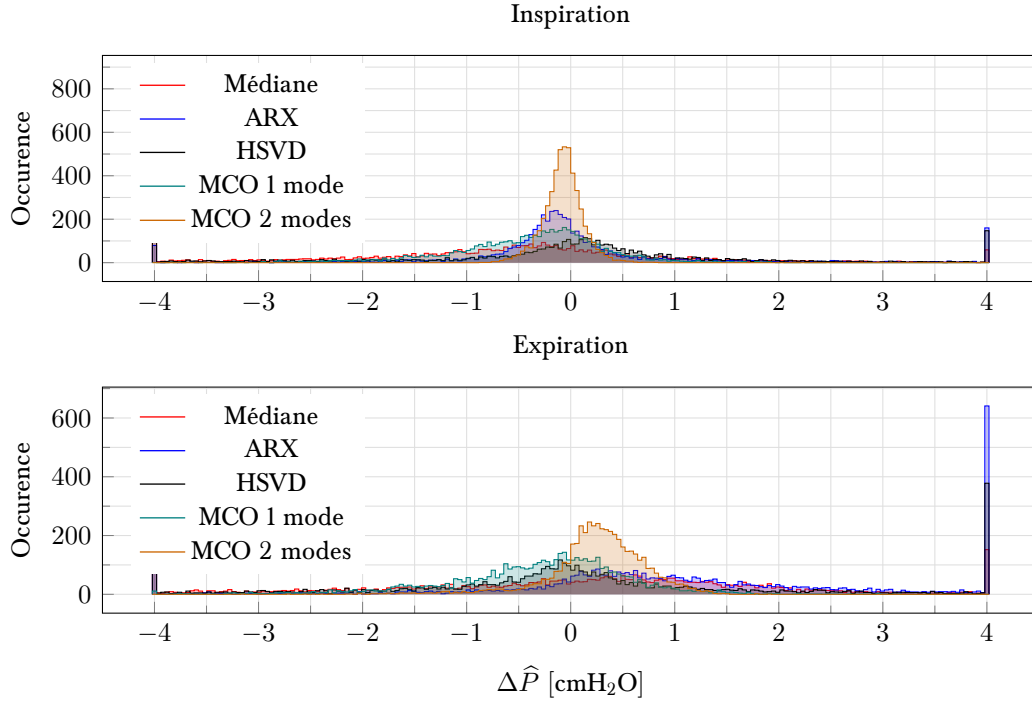 Inspiration
Occurence
800
600
400
200
0
Médiane
ARX
HSVD
MCO 1 mode
MCO 2 modes
−4 −3 −2 −1 0 1 2 3 4
Expiration
Occurence
600
400
200
0
Médiane
ARX
HSVD
MCO 1 mode
MCO 2 modes
−4 −3 −2 −1 0 1 2 3 4
ΔP̂ [cmH₂O]